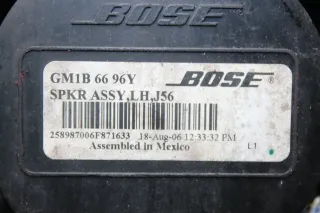 BOSE
GM1B 66 96Y BOSE®
SPKR ASSY,LH,J56
258987006F871633 18-Aug-06 12:33:32 PM
Assembled in Mexico L1